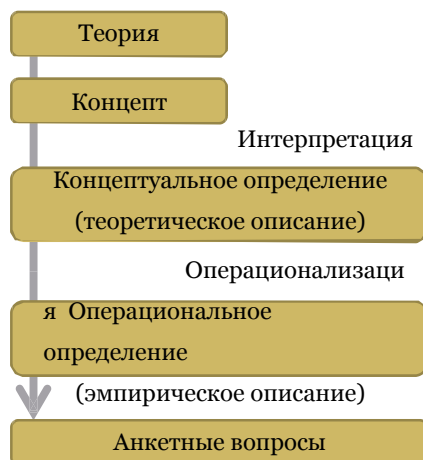 Теория
Концепт
Интерпретация
Концептуальное определение
(теоретическое описание)
Операционализаци
я Операциональное
определение
(эмпирическое описание)
Анкетные вопросы